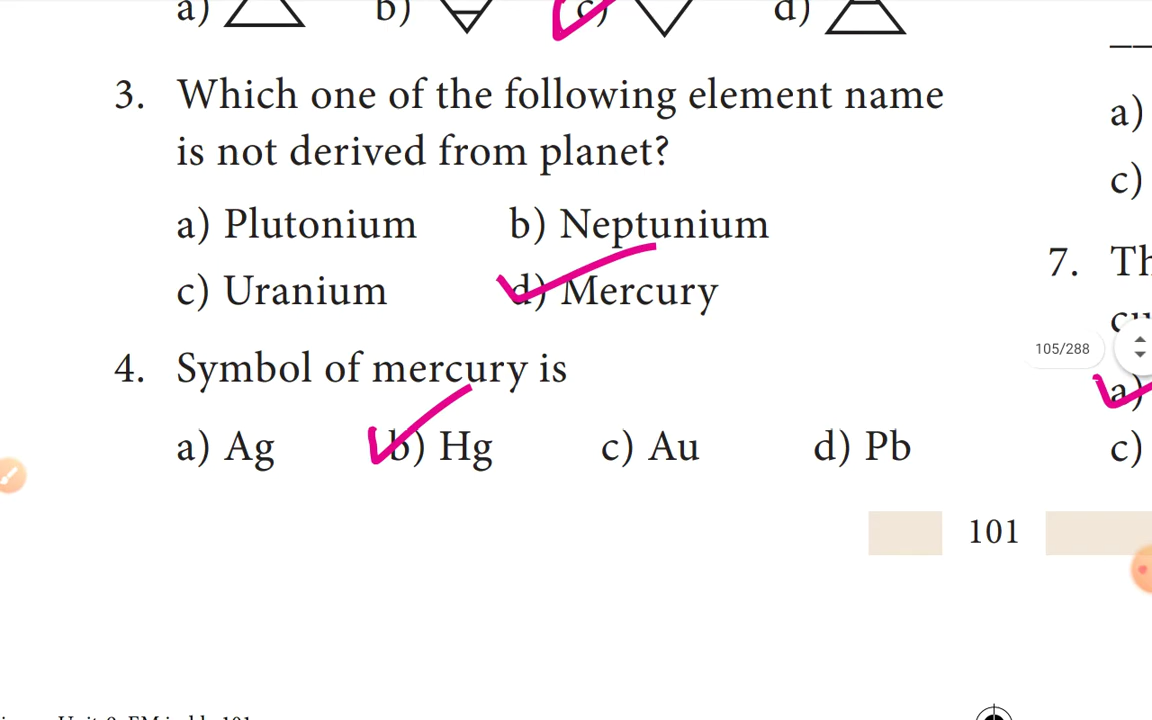 a) b) c) d)
3. Which one of the following element name
is not derived from planet?
a) Plutonium b) Neptunium
c) Uranium d) Mercury
4. Symbol of mercury is
a) Ag b) Hg c) Au d) Pb
101
a)
c)
7. Th
105/288
a)
c)